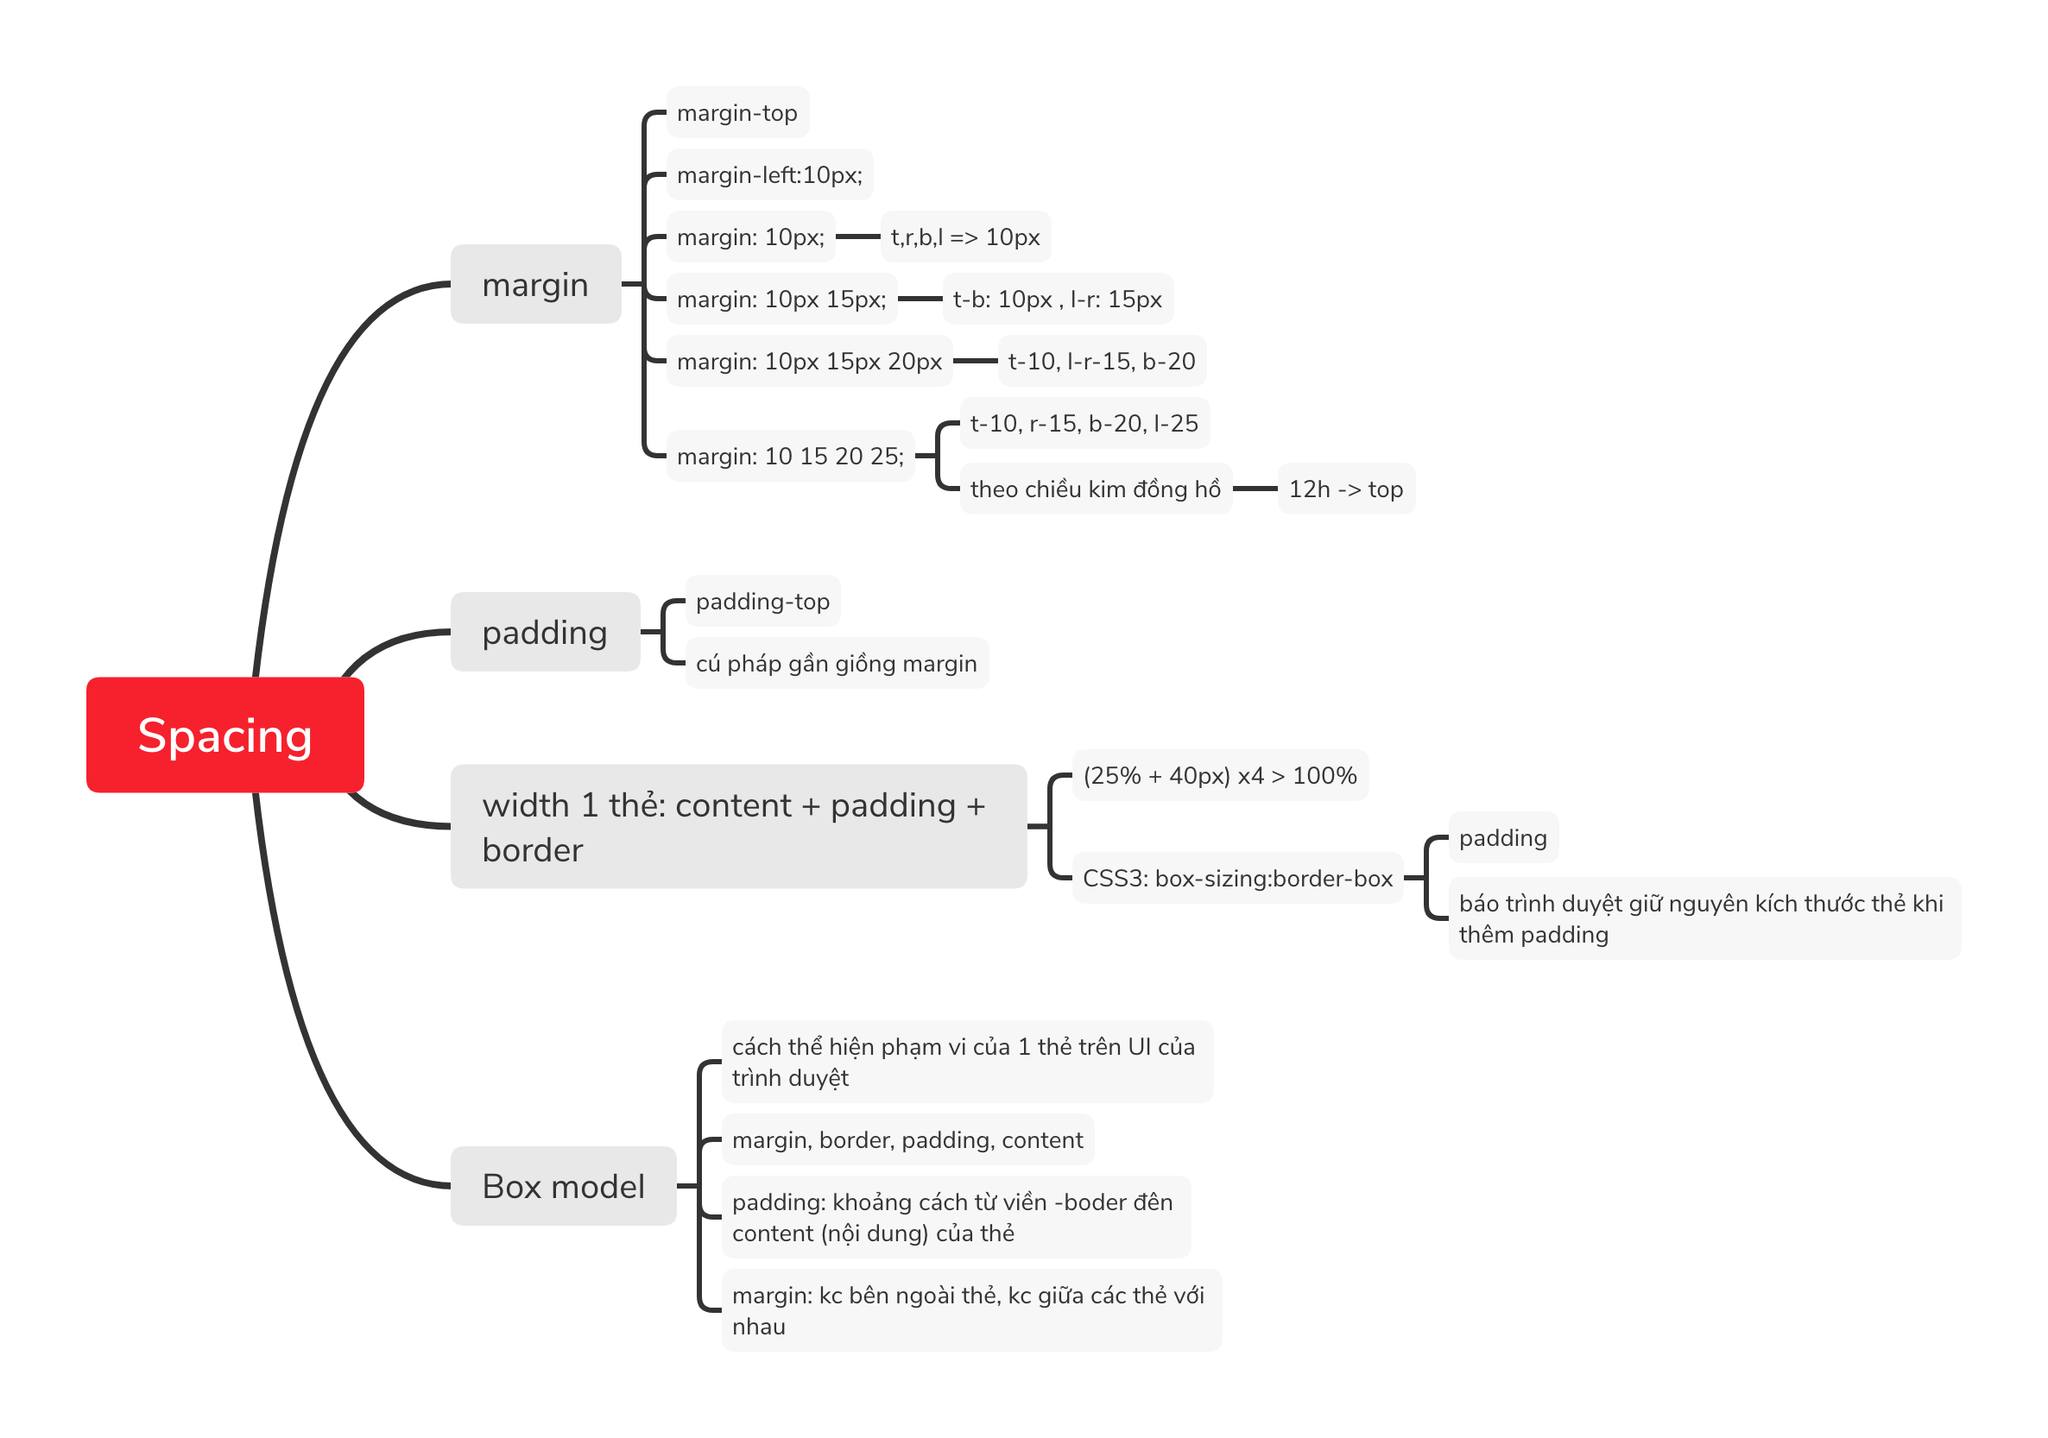 Spacing
margin
margin-top
margin-left:10px;
margin: 10px;
t,r,b,l => 10px
margin: 10px 15px;
t-b: 10px , l-r: 15px
margin: 10px 15px 20px
t-10, l-r-15, b-20
margin: 10 15 20 25;
t-10, r-15, b-20, l-25
theo chiều kim đồng hồ
12h -> top
padding
padding-top
cú pháp gần giồng margin
width 1 thẻ: content + padding +
border
(25% + 40px) x4 > 100%
CSS3: box-sizing:border-box
padding
báo trình duyệt giữ nguyên kích thước thẻ khi
thêm padding
Box model
cách thể hiện phạm vi của 1 thẻ trên UI của
trình duyệt
margin, border, padding, content
padding: khoảng cách từ viền -boder đên
content (nội dung) của thẻ
margin: kc bên ngoài thẻ, kc giữa các thẻ với
nhau